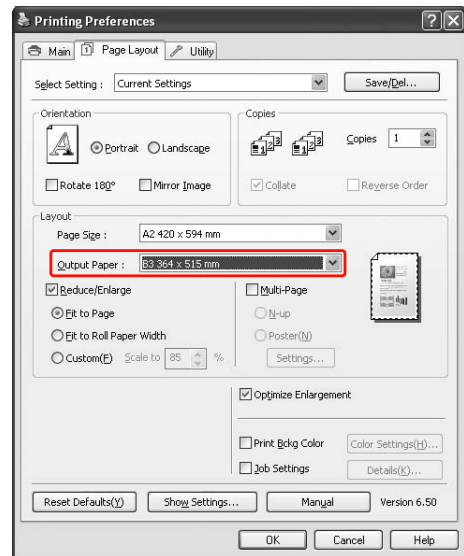 Printing Preferences
Main
Page Layout
Utility
Select Setting :
Current Settings
Save/Del...
Orientation
Portrait
Landscape
Rotate 180°
Mirror Image
Copies
Copies
1
Collate
Reverse Order
Layout
Page Size :
A2 420 x 594 mm
Output Paper :
B3 364 x 515 mm
Reduce/Enlarge
Fit to Page
Fit to Roll Paper Width
Custom(F)
Scale to
85
%
Multi-Page
N-up
Poster(N)
Settings...
Optimize Enlargement
Print Bckg Color
Color Settings(H)...
Job Settings
Details(K)...
Reset Defaults(Y)
Show Settings...
Manual
Version 6.50
OK
Cancel
Help